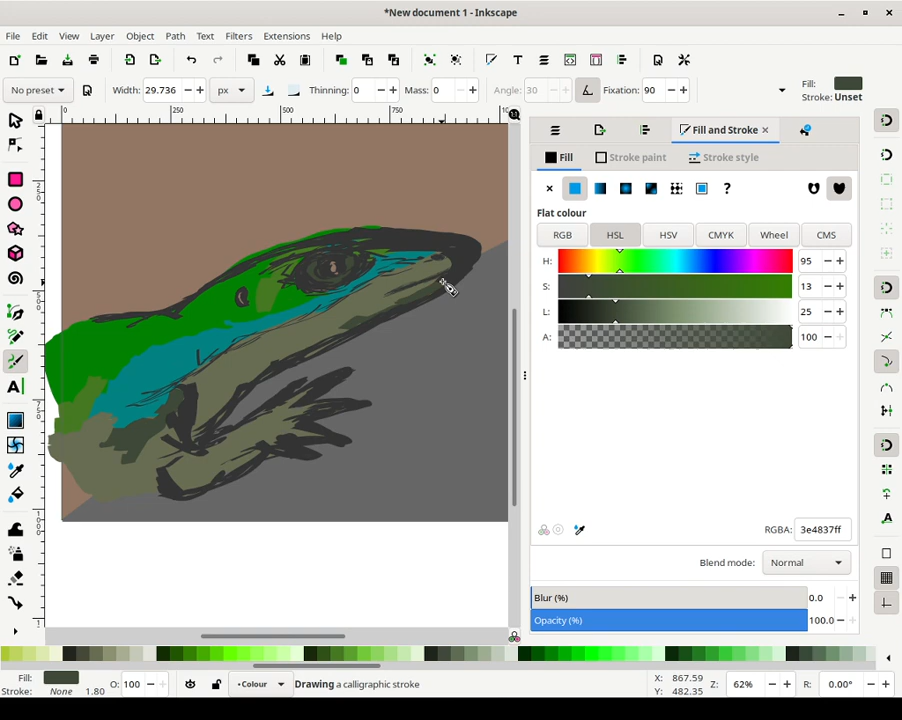 *New document 1 - Inkscape
File Edit View Layer Object Path Text Filters Extensions Help
No preset Width: 29.736 px Thinning: 0 Mass: 0 Angle: 30 Fixation: 90 Fill:
Stroke: Unset
0 250 500 750
Fill and Stroke
Fill Stroke paint Stroke style
?
Flat colour
RGB HSL HSV CMYK Wheel CMS
H: 95
S: 13
L: 25
A: 100
RGBA: 3e4837ff
Blend mode: Normal
Blur (%) 0.0
Opacity (%) 100.0
Fill: O: 100 Colour Drawing a calligraphic stroke X: 867.59 Z: 62% R: 0.00°
Stroke: None 1.80 Y: 482.35